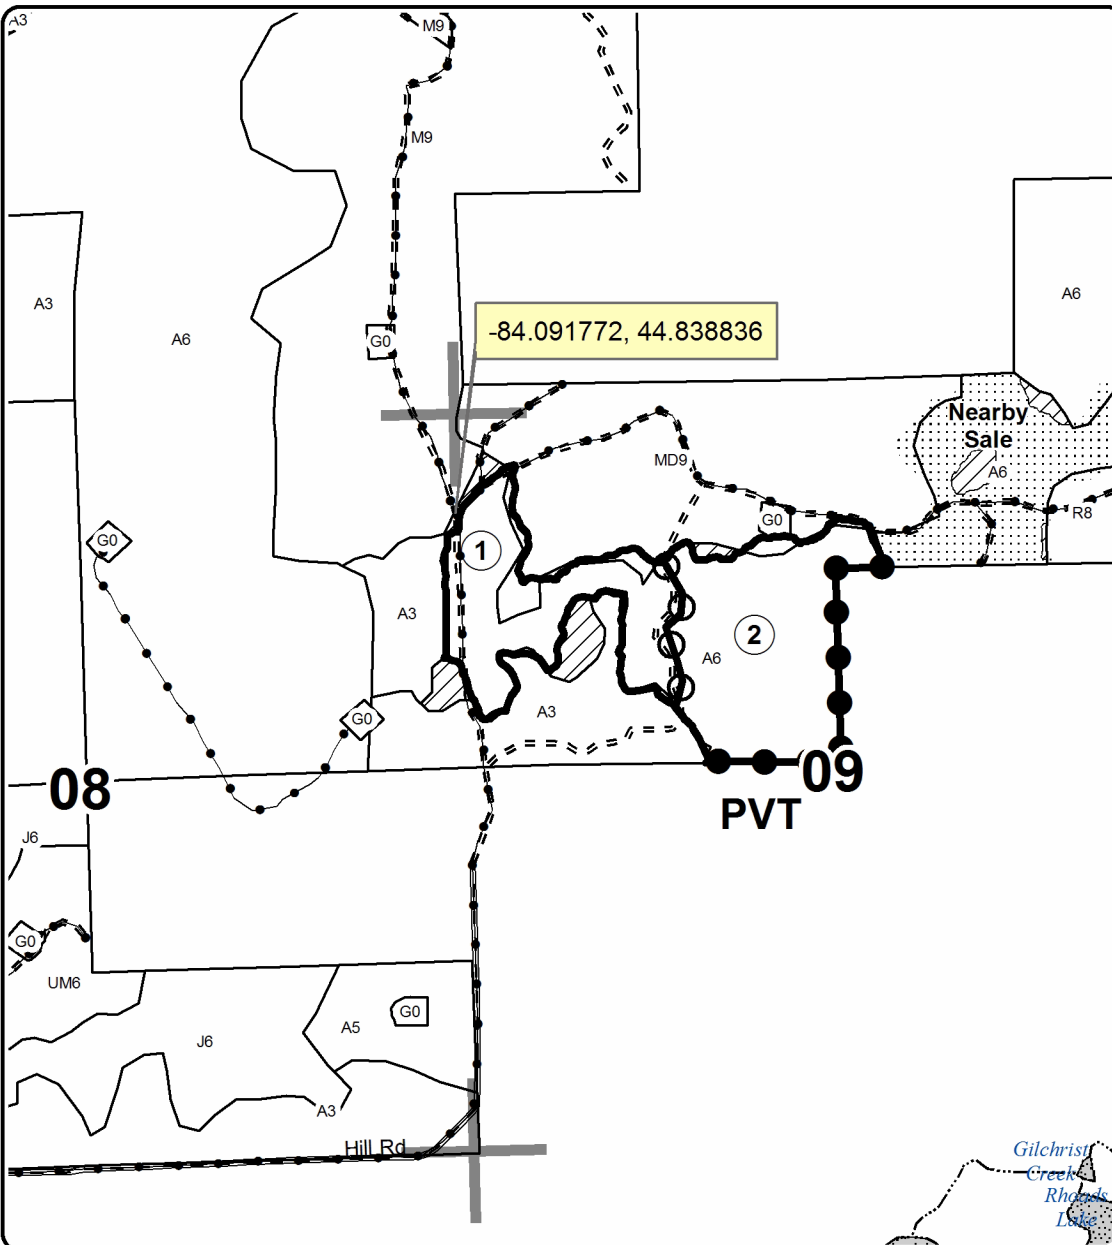 A3
M9
M9
A3
A6
A6
G0
-84.091772, 44.838836
Nearby
Sale
MD9
A6
G0
R8
G0
1
A3
2
A6
A3
G0
08
09
PVT
J6
G0
UM6
G0
A5
J6
A3
Hill Rd
Gilchrist
Creek
Rhoads
Lake